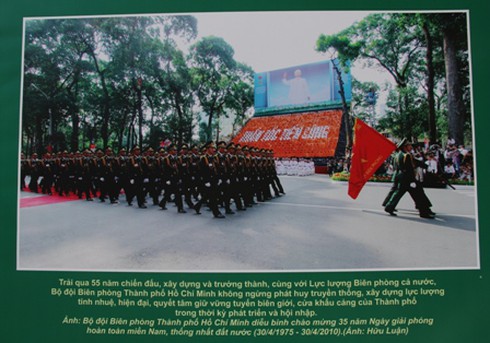 THẦN TỐC TIẾN CÔNG
Trải qua 55 năm chiến đấu, xây dựng và trưởng thành, cùng với Lực lượng Biên phòng cả nước,
Bộ đội Biên phòng Thành phố Hồ Chí Minh không ngừng phát huy truyền thống, xây dựng lực lượng
tinh nhuệ, hiện đại, quyết tâm giữ vững tuyến biên giới, cửa khẩu cảng của Thành phố
trong thời kỳ phát triển và hội nhập.
Ảnh: Bộ đội Biên phòng Thành phố Hồ Chí Minh diễu binh chào mừng 35 năm Ngày giải phóng
hoàn toàn miền Nam, thống nhất đất nước (30/4/1975 - 30/4/2010).(Ảnh: Hữu Luận)